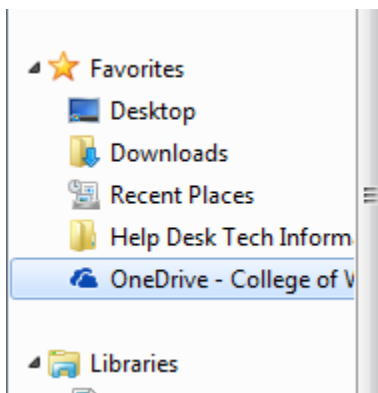 Favorites
Desktop
Downloads
Recent Places
Help Desk Tech Inform
OneDrive - College of
Libraries